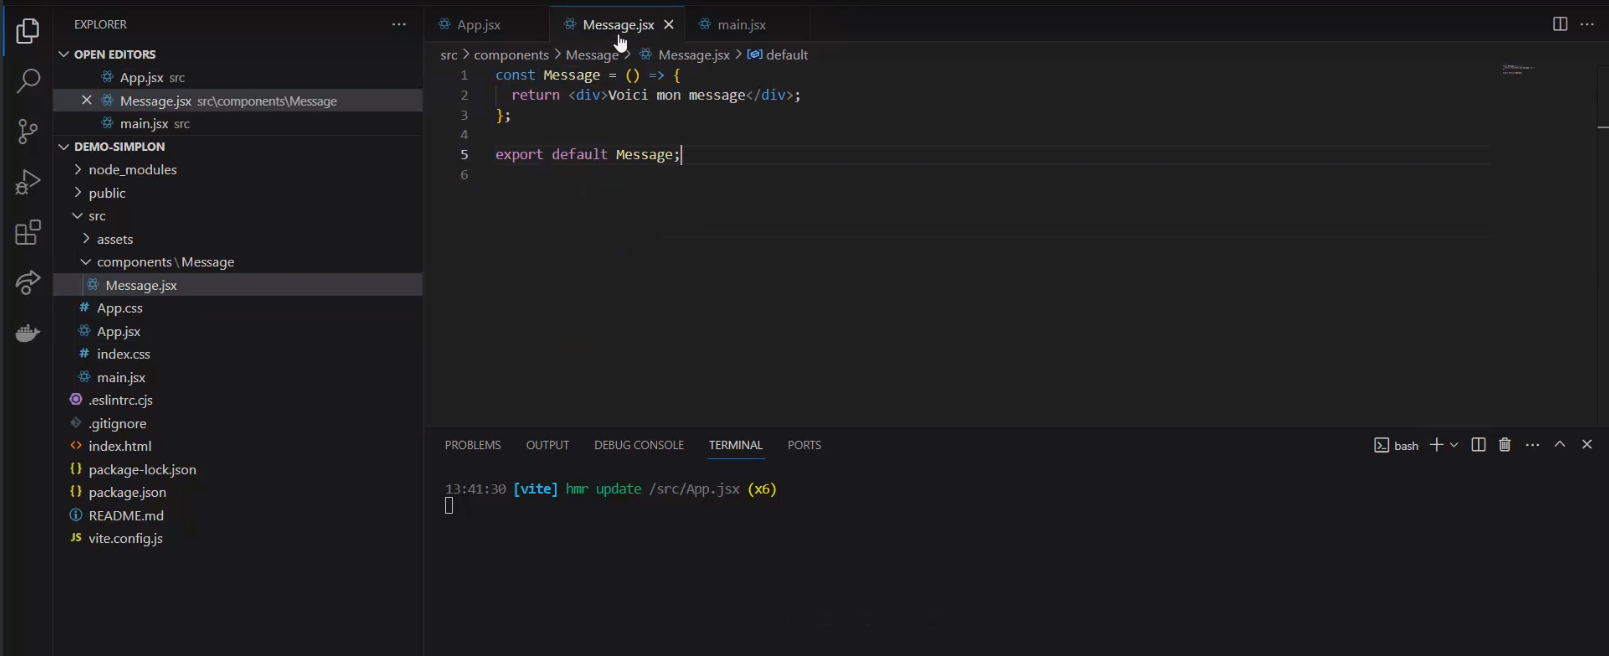 EXPLORER
OPEN EDITORS
App.jsx src
Message.jsx src\components\Message
main.jsx src
DEMO-SIMPLON
node_modules
public
src
assets
components\Message
Message.jsx
App.css
App.jsx
index.css
main.jsx
.eslintrc.cjs
.gitignore
index.html
package-lock.json
package.json
README.md
vite.config.js
App.jsx Message.jsx main.jsx
src > components > Message > Message.jsx > default
1 const Message = () => {
2 return <div>Voici mon message</div>;
3 };
4
5 export default Message;
6
PROBLEMS OUTPUT DEBUG CONSOLE TERMINAL PORTS bash
13:41:30 [vite] hmr update /src/App.jsx (x6)